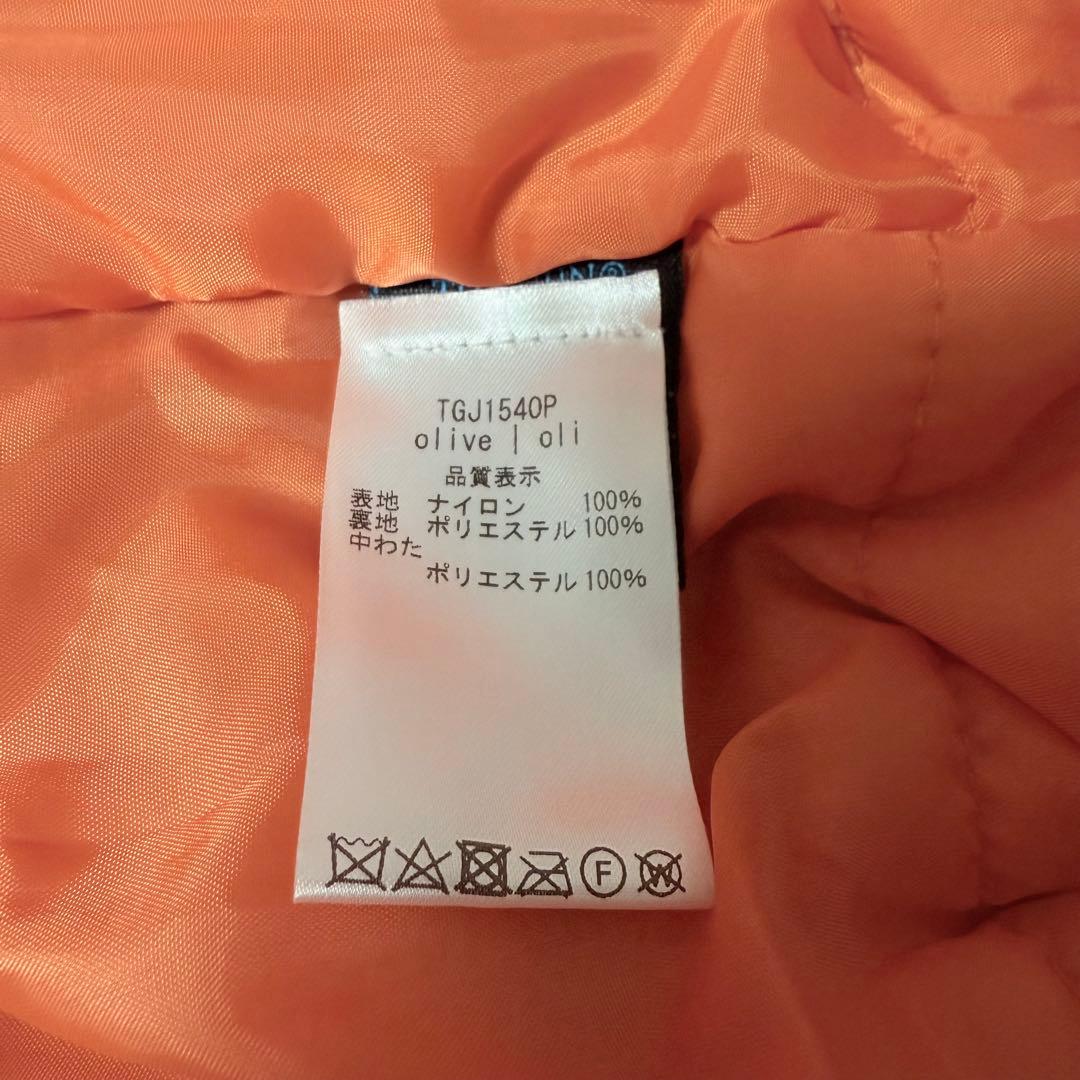 TGJ1540P
olive | oli
品質表示
表地 ナイロン 100%
裏地 ポリエステル 100%
中わた
ポリエステル 100%
F
W